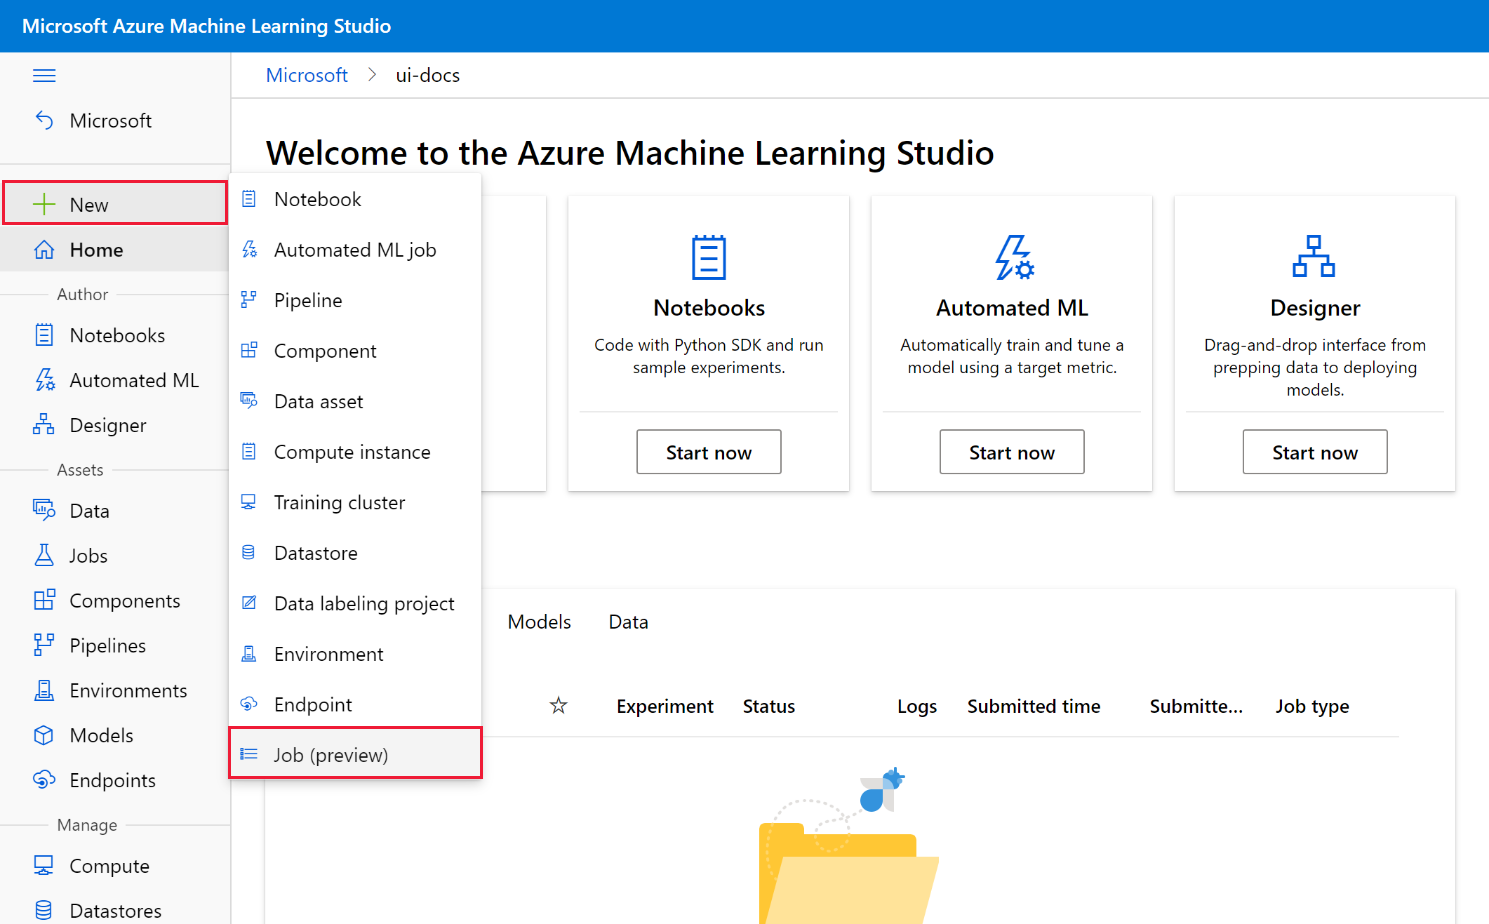 Microsoft Azure Machine Learning Studio
Microsoft > ui-docs
Microsoft
New
Home
Author
Notebooks
Automated ML
Designer
Assets
Data
Jobs
Components
Pipelines
Environments
Models
Endpoints
Manage
Compute
Datastores
Notebook
Automated ML job
Pipeline
Component
Data asset
Compute instance
Training cluster
Datastore
Data labeling project
Environment
Endpoint
Job (preview)
Welcome to the Azure Machine Learning Studio
Notebooks
Code with Python SDK and run
sample experiments.
Start now
Automated ML
Automatically train and tune a
model using a target metric.
Start now
Designer
Drag-and-drop interface from
prepping data to deploying
models.
Start now
Models Data
Experiment Status Logs Submitted time Submitte... Job type